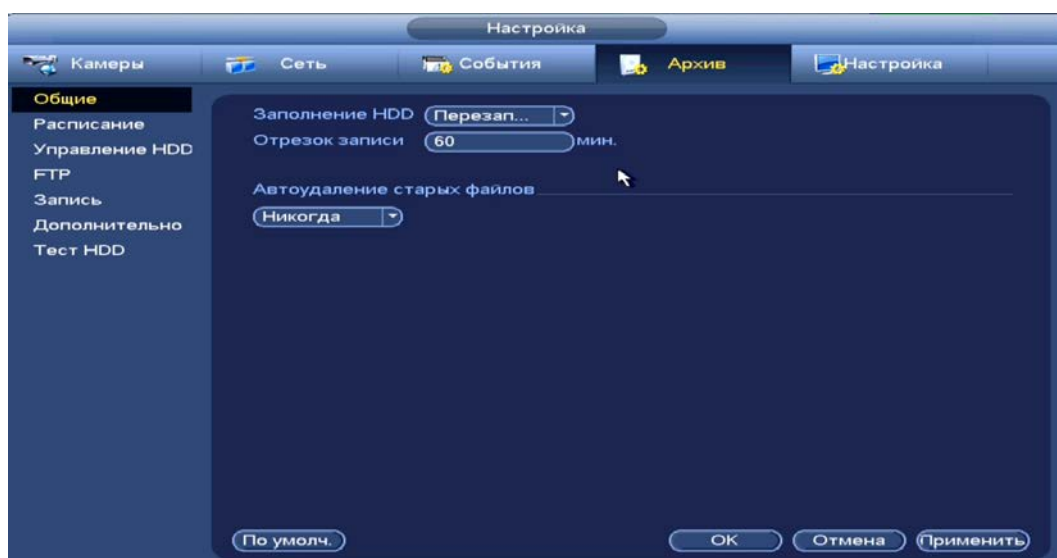 Настройка
Камеры Сеть События Архив Настройка
Общие
Расписание
Управление HDD
FTP
Запись
Дополнительно
Тест HDD
Заполнение HDD Перезап...
Отрезок записи 60 мин.
Автоудаление старых файлов
Никогда
По умолч. OK Отмена Применить